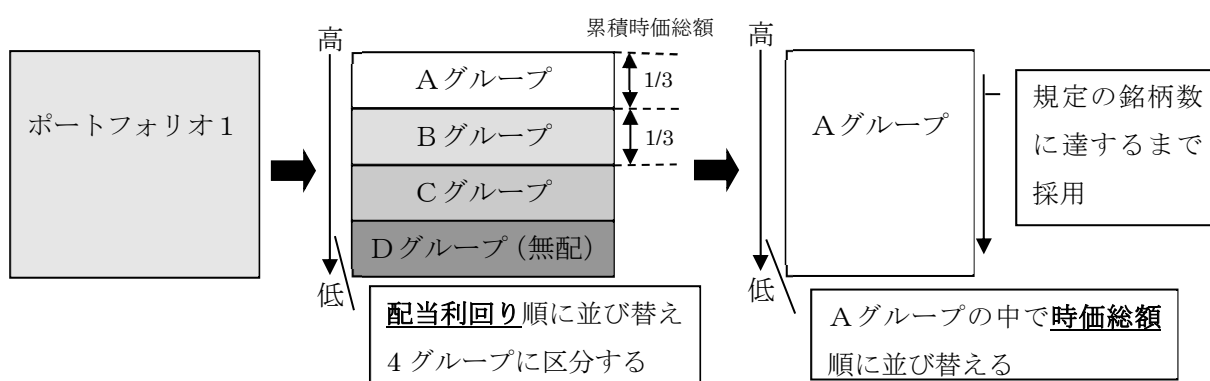 累積時価総額
高
高
ポートフォリオ１
Ａグループ
1/3
Ｂグループ
1/3
Ｃグループ
Ｄグループ（無配）
低
配当利回り順に並び替え
４グループに区分する
Ａグループ
規定の銘柄数
に達するまで
採用
低
Ａグループの中で時価総額
順に並び替える